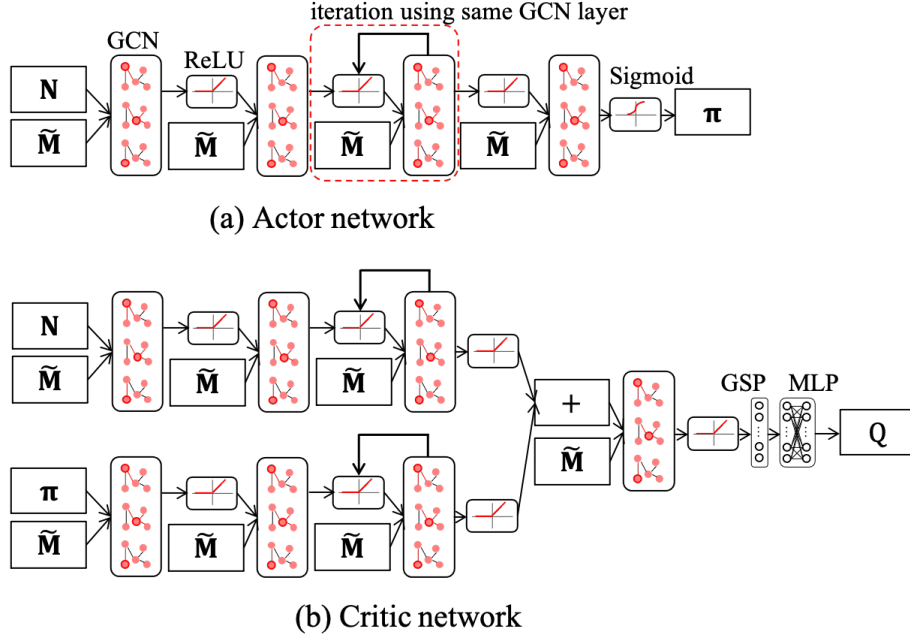 iteration using same GCN layer
GCN
ReLU
Sigmoid
N
M̃
M̃
M̃
M̃
π
(a) Actor network
N
M̃
M̃
M̃
GSP
MLP
+
M̃
Q
π
M̃
M̃
M̃
(b) Critic network